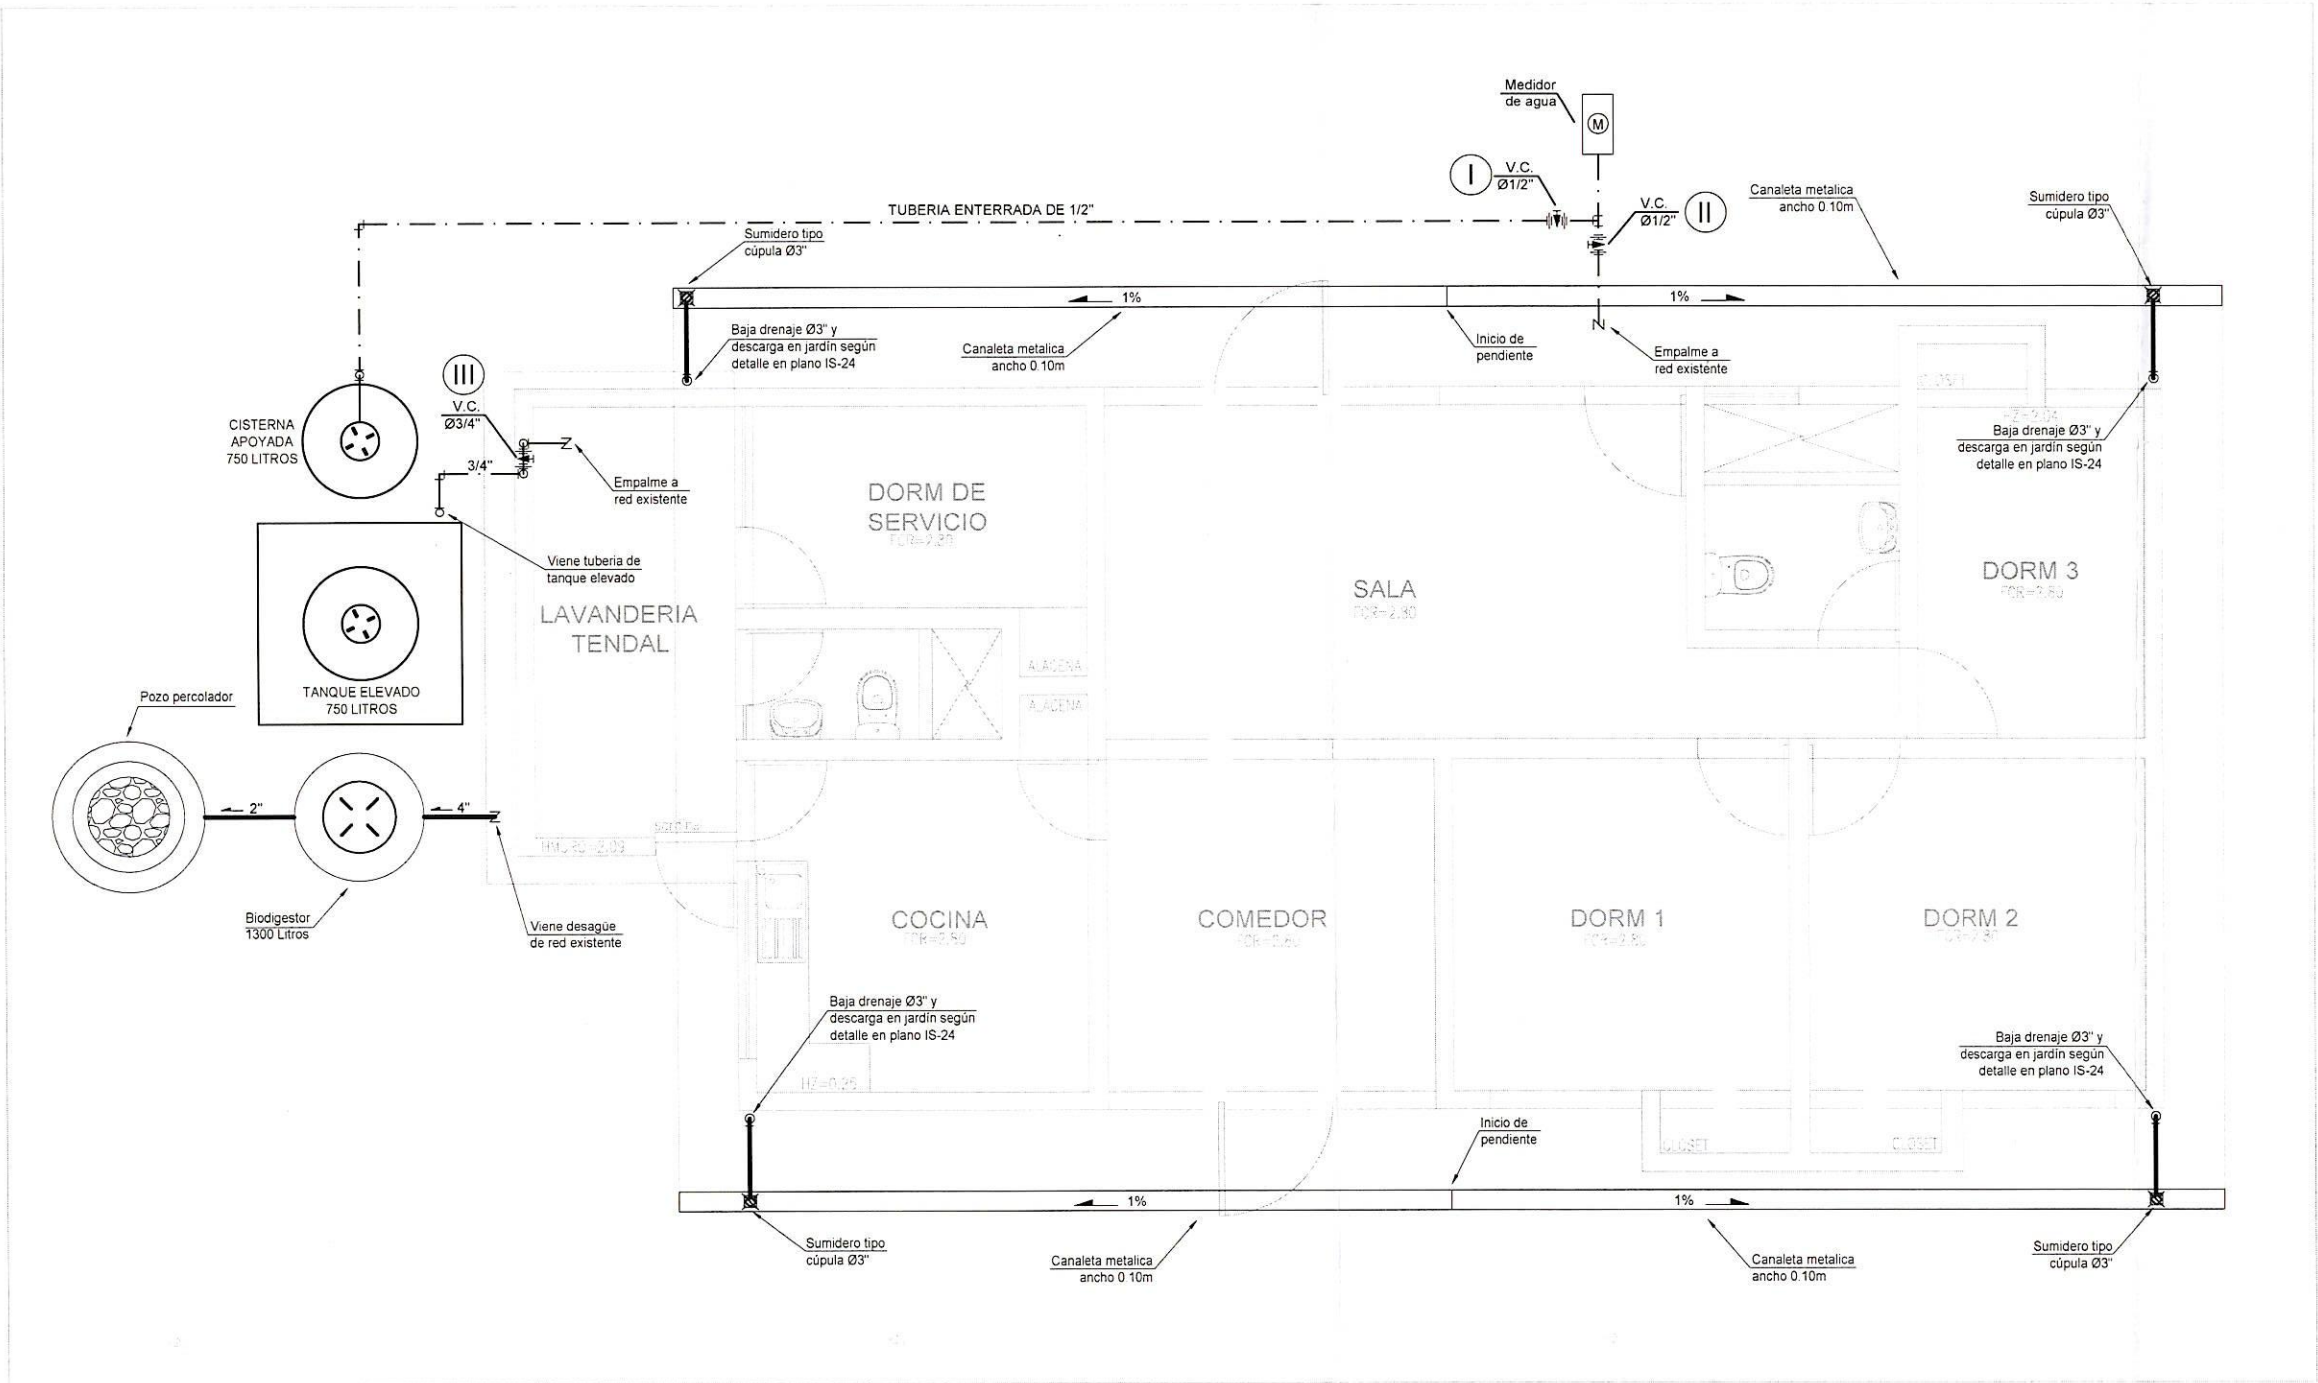 Medidor
de agua
M
I
V.C.
Ø1/2"
V.C.
Ø1/2"
II
Canaleta metalica
ancho 0.10m
Sumidero tipo
cúpula Ø3"
TUBERIA ENTERRADA DE 1/2"
Sumidero tipo
cúpula Ø3"
1%
1%
Baja drenaje Ø3" y
descarga en jardín según
detalle en plano IS-24
Canaleta metalica
ancho 0.10m
Inicio de
pendiente
Empalme a
red existente
III
V.C.
Ø3/4"
CISTERNA
APOYADA
750 LITROS
3/4"
Empalme a
red existente
Baja drenaje Ø3" y
descarga en jardín según
detalle en plano IS-24
DORM DE
SERVICIO
Viene tuberia de
tanque elevado
LAVANDERIA
TENDAL
SALA
FCR=2.80
DORM 3
ALACENA
ALACENA
TANQUE ELEVADO
750 LITROS
Pozo percolador
2"
4"
Biodigestor
1300 Litros
Viene desagüe
de red existente
COCINA
FCR=2.80
COMEDOR
DORM 1
DORM 2
Baja drenaje Ø3" y
descarga en jardín según
detalle en plano IS-24
Baja drenaje Ø3" y
descarga en jardín según
detalle en plano IS-24
Inicio de
pendiente
CLOSET
CLOSET
1%
1%
Sumidero tipo
cúpula Ø3"
Canaleta metalica
ancho 0 10m
Canaleta metalica
ancho 0.10m
Sumidero tipo
cúpula Ø3"